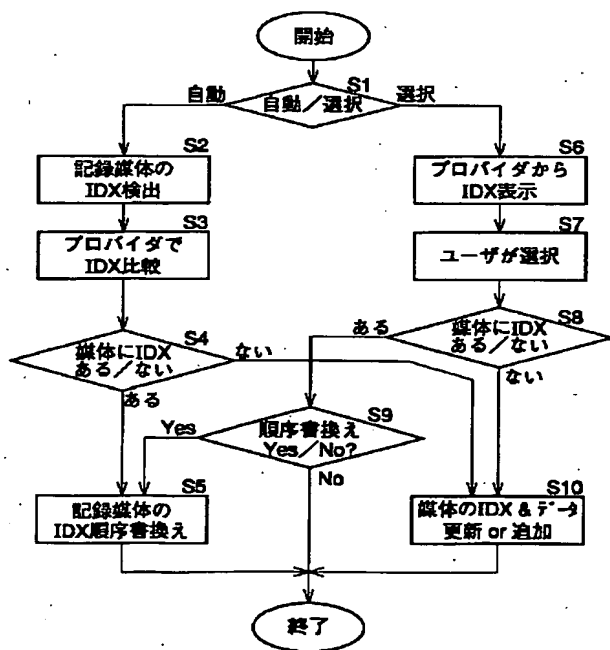 開始
S1
自動／選択
自動
選択
S2
記録媒体の
IDX検出
S6
プロバイダから
IDX表示
S3
プロバイダで
IDX比較
S7
ユーザが選択
S4
媒体にIDX
ある／ない
ない
ある
S8
媒体にIDX
ある／ない
ある
ない
S9
順序書換え
Yes／No?
Yes
No
S5
記録媒体の
IDX順序書換え
S10
媒体のIDX & ﾃﾞｰﾀ
更新 or 追加
終了